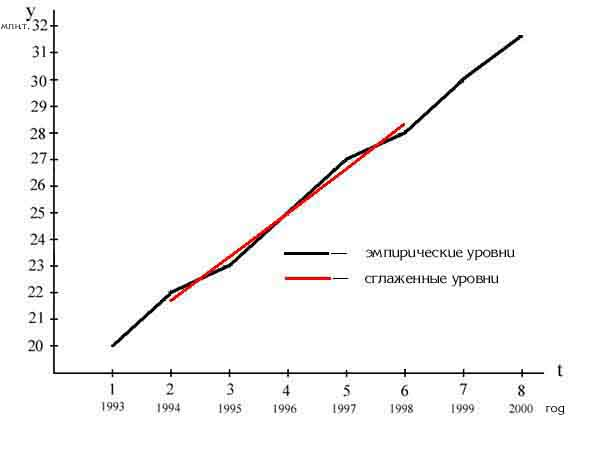 y
млн.т. 32
31
30
29
28
27
26
25
24
23
22
21
20
эмпирические уровни
сглаженные уровни
t
1 2 3 4 5 6 7 8
1993 1994 1995 1996 1997 1998 1999 2000 год